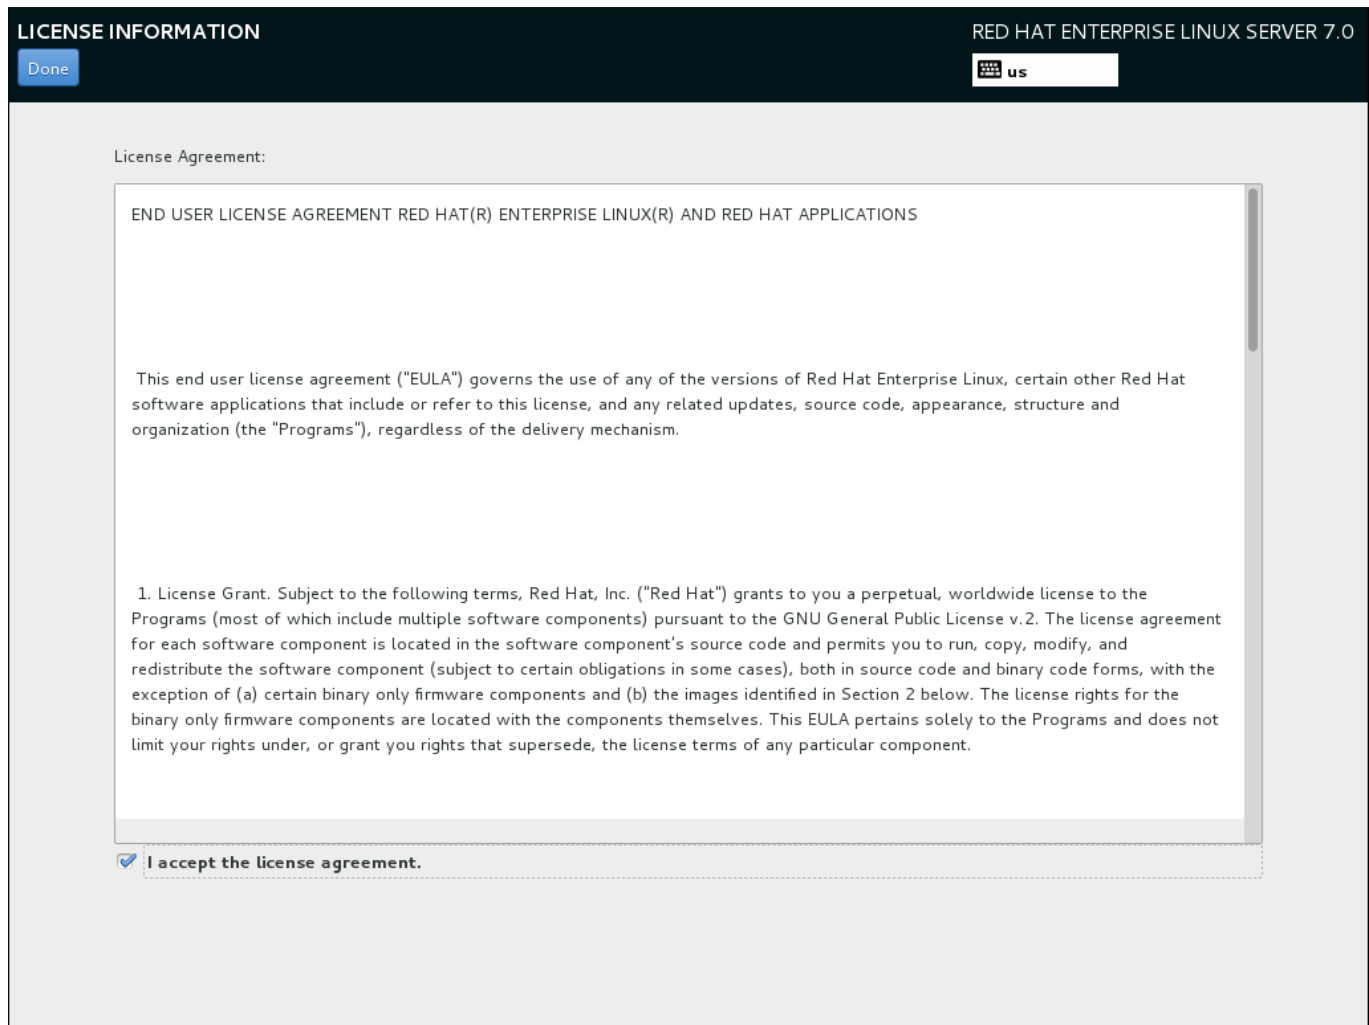 LICENSE INFORMATION
RED HAT ENTERPRISE LINUX SERVER 7.0
Done
us
License Agreement:
END USER LICENSE AGREEMENT RED HAT(R) ENTERPRISE LINUX(R) AND RED HAT APPLICATIONS
This end user license agreement ("EULA") governs the use of any of the versions of Red Hat Enterprise Linux, certain other Red Hat
software applications that include or refer to this license, and any related updates, source code, appearance, structure and
organization (the "Programs"), regardless of the delivery mechanism.
1. License Grant. Subject to the following terms, Red Hat, Inc. ("Red Hat") grants to you a perpetual, worldwide license to the
Programs (most of which include multiple software components) pursuant to the GNU General Public License v.2. The license agreement
for each software component is located in the software component's source code and permits you to run, copy, modify, and
redistribute the software component (subject to certain obligations in some cases), both in source code and binary code forms, with the
exception of (a) certain binary only firmware components and (b) the images identified in Section 2 below. The license rights for the
binary only firmware components are located with the components themselves. This EULA pertains solely to the Programs and does not
limit your rights under, or grant you rights that supersede, the license terms of any particular component.
I accept the license agreement.